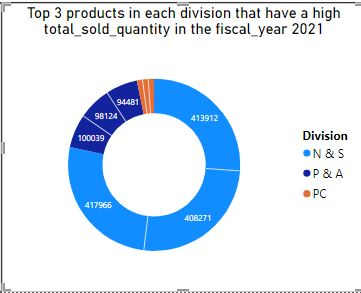 Top 3 products in each division that have a high
total_sold_quantity in the fiscal_year 2021
94481
98124
100039
413912
417966
408271
Division
N & S
P & A
PC